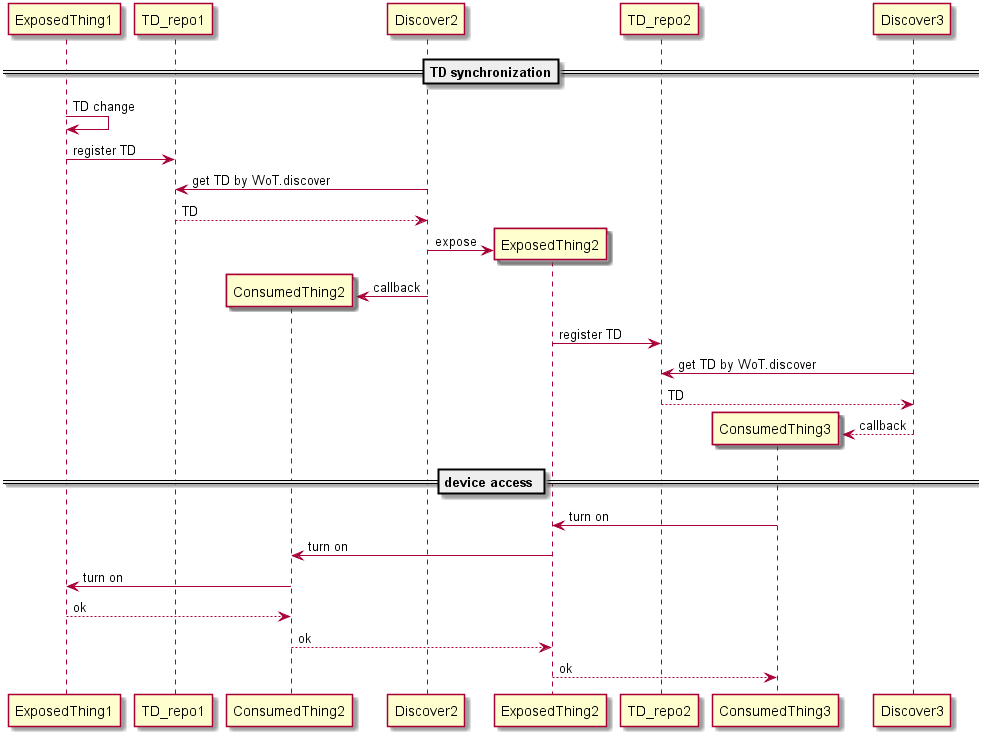 ExposedThing1
TD_repo1
Discover2
TD_repo2
Discover3
TD synchronization
TD change
register TD
get TD by WoT.discover
TD
expose
ExposedThing2
ConsumedThing2
callback
register TD
get TD by WoT.discover
TD
ConsumedThing3
callback
device access
turn on
turn on
turn on
ok
ok
ok
ExposedThing1
TD_repo1
ConsumedThing2
Discover2
ExposedThing2
TD_repo2
ConsumedThing3
Discover3